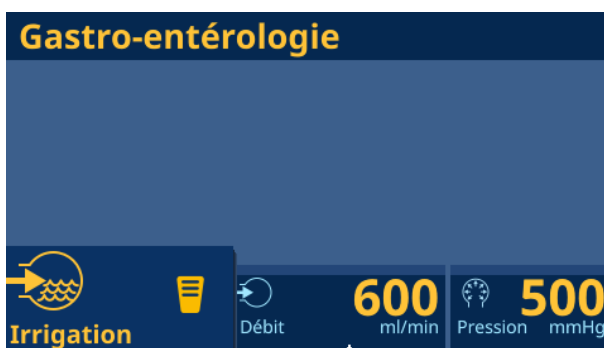 Gastro-entérologie
600
500
Débit
ml/min
Pression
mmHg
Irrigation